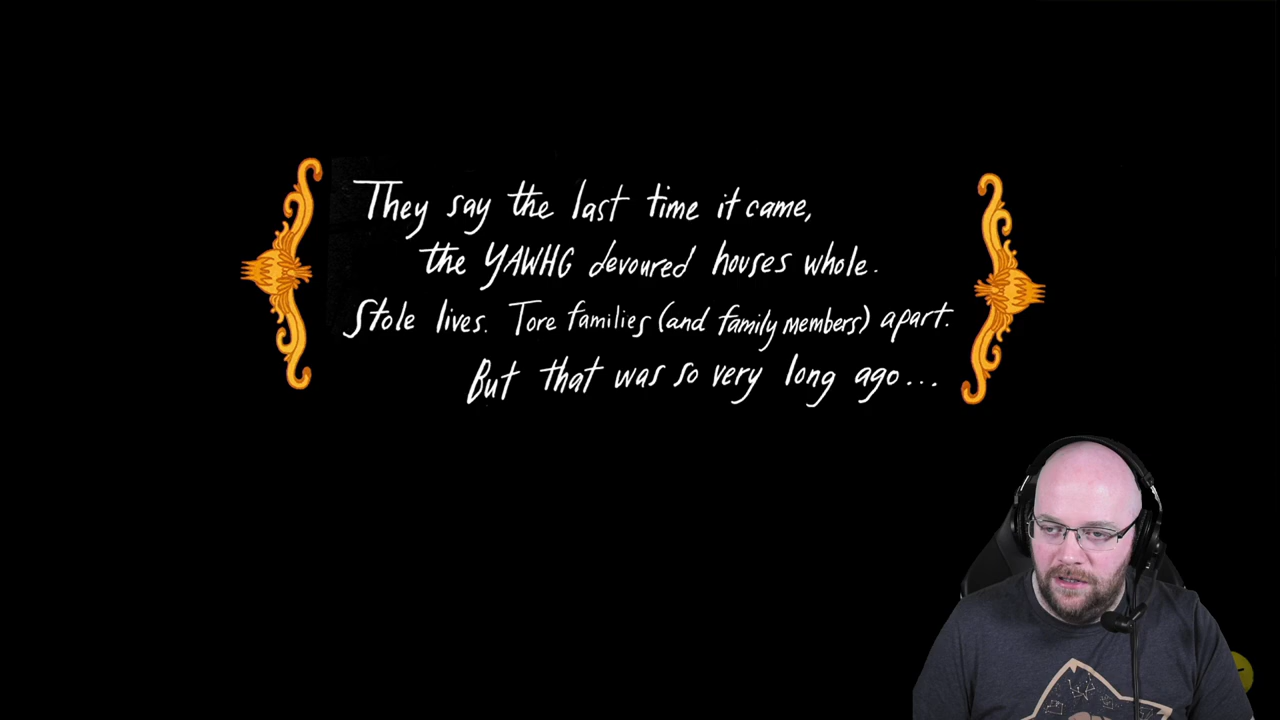 They say the last time it came,
the YAWHG devoured houses whole.
Stole lives. Tore families (and family members) apart.
But that was so very long ago...